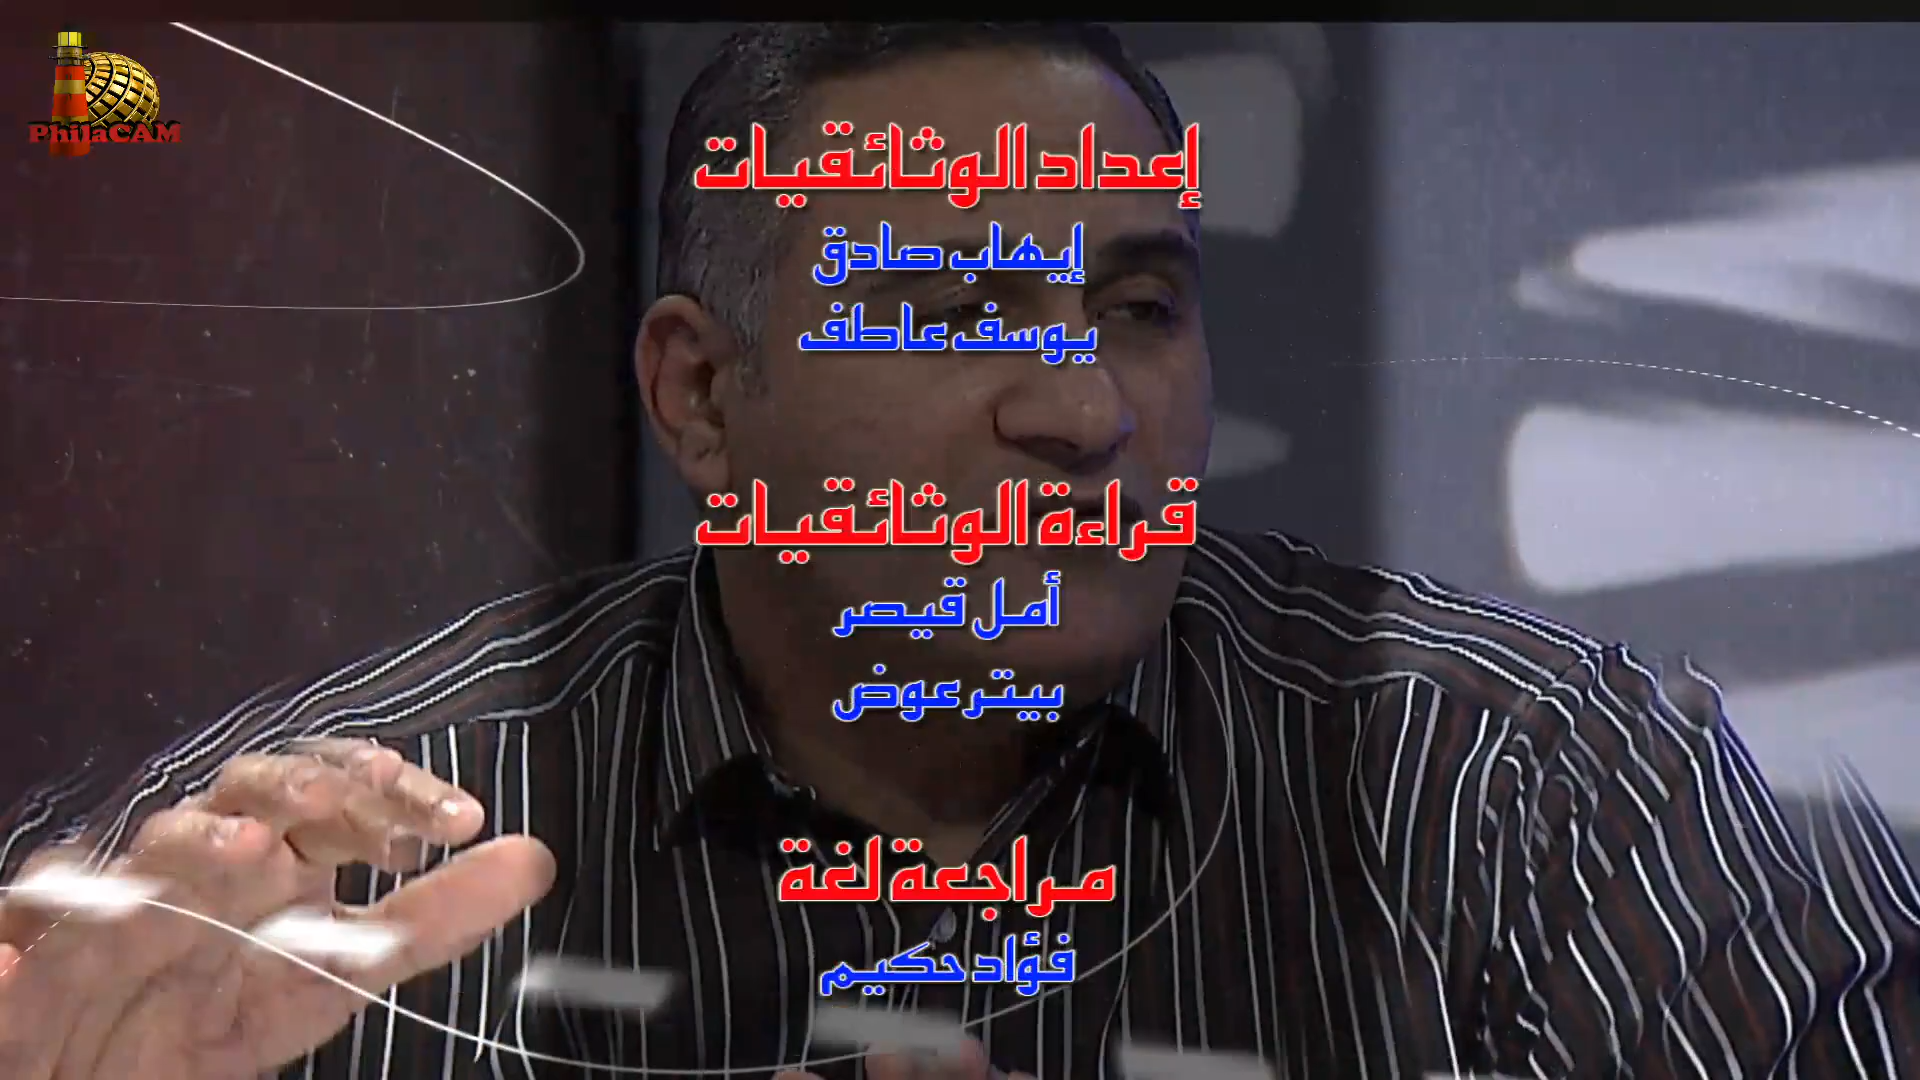 PhilaCAM
إعداد الوثائقيات
إيهاب صادق
يوسف عاطف
قراءة الوثائقيات
أمل قيصر
بيتر عوض
مراجعة لغة
فؤاد حكيم